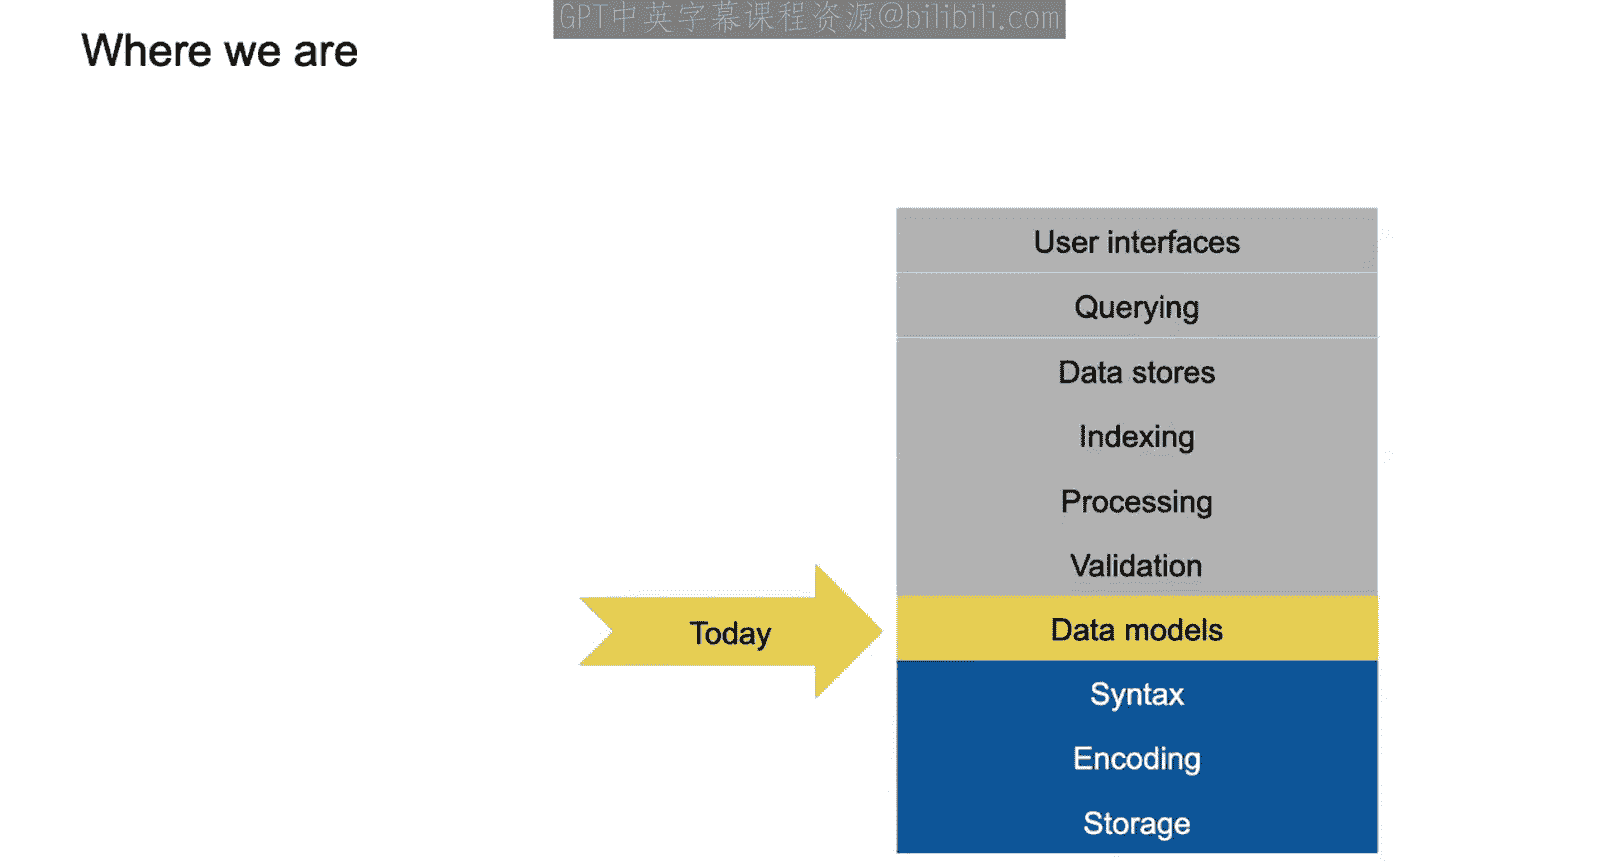 GPT中英字幕课程资源@bilibili.com
Where we are
User interfaces
Querying
Data stores
Indexing
Processing
Validation
Today
Data models
Syntax
Encoding
Storage